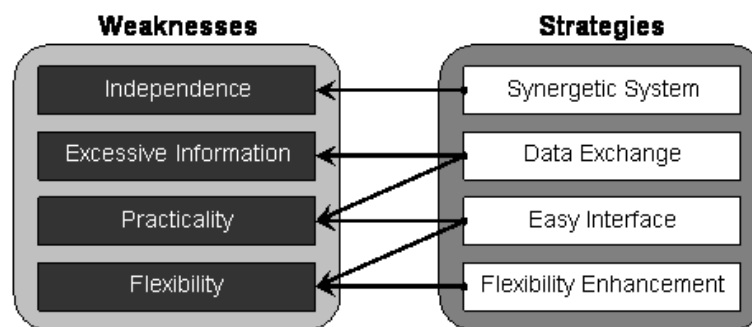 Weaknesses
Strategies
Independence
Synergetic System
Excessive Information
Data Exchange
Practicality
Easy Interface
Flexibility
Flexibility Enhancement